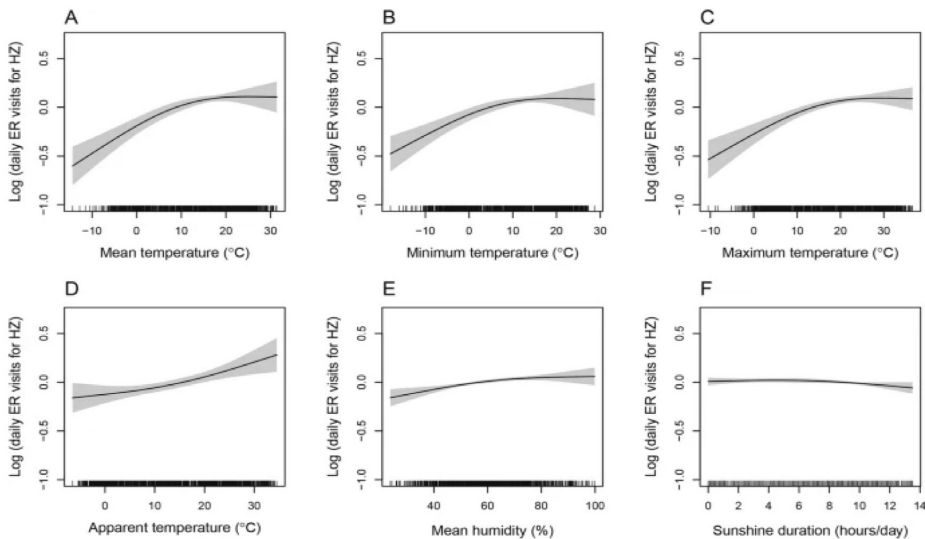 A
B
C
Log (daily ER visits for HZ)
0.5
0.0
−0.5
−1.0
−10 0 10 20 30
Mean temperature (°C)
Log (daily ER visits for HZ)
0.5
0.0
−0.5
−1.0
−10 0 10 20 30
Minimum temperature (°C)
Log (daily ER visits for HZ)
0.5
0.0
−0.5
−1.0
−10 0 10 20 30
Maximum temperature (°C)
D
E
F
Log (daily ER visits for HZ)
0.5
0.0
−0.5
−1.0
0 10 20 30
Apparent temperature (°C)
Log (daily ER visits for HZ)
0.5
0.0
−0.5
−1.0
40 60 80 100
Mean humidity (%)
Log (daily ER visits for HZ)
0.5
0.0
−0.5
−1.0
0 2 4 6 8 10 12 14
Sunshine duration (hours/day)